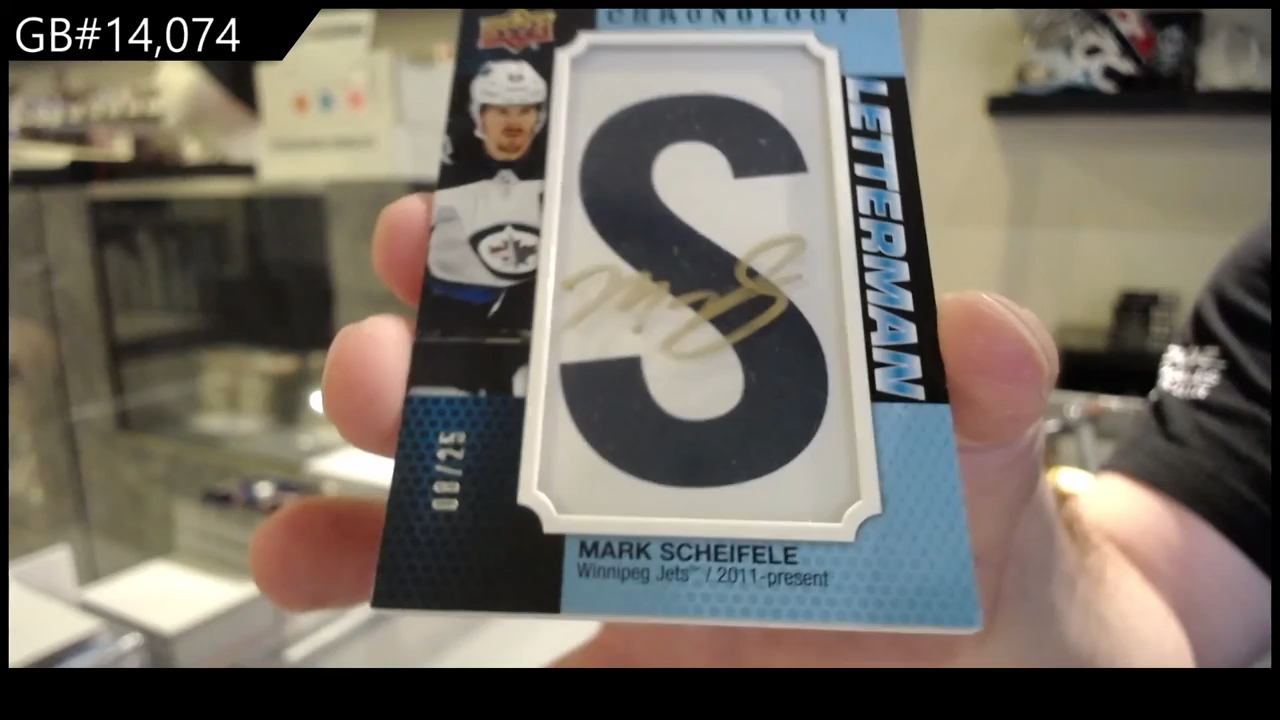 GB#14,074
CHRONOLOGY
LETTERMAN
S
08/25
MARK SCHEIFELE
Winnipeg Jets™ / 2011-present